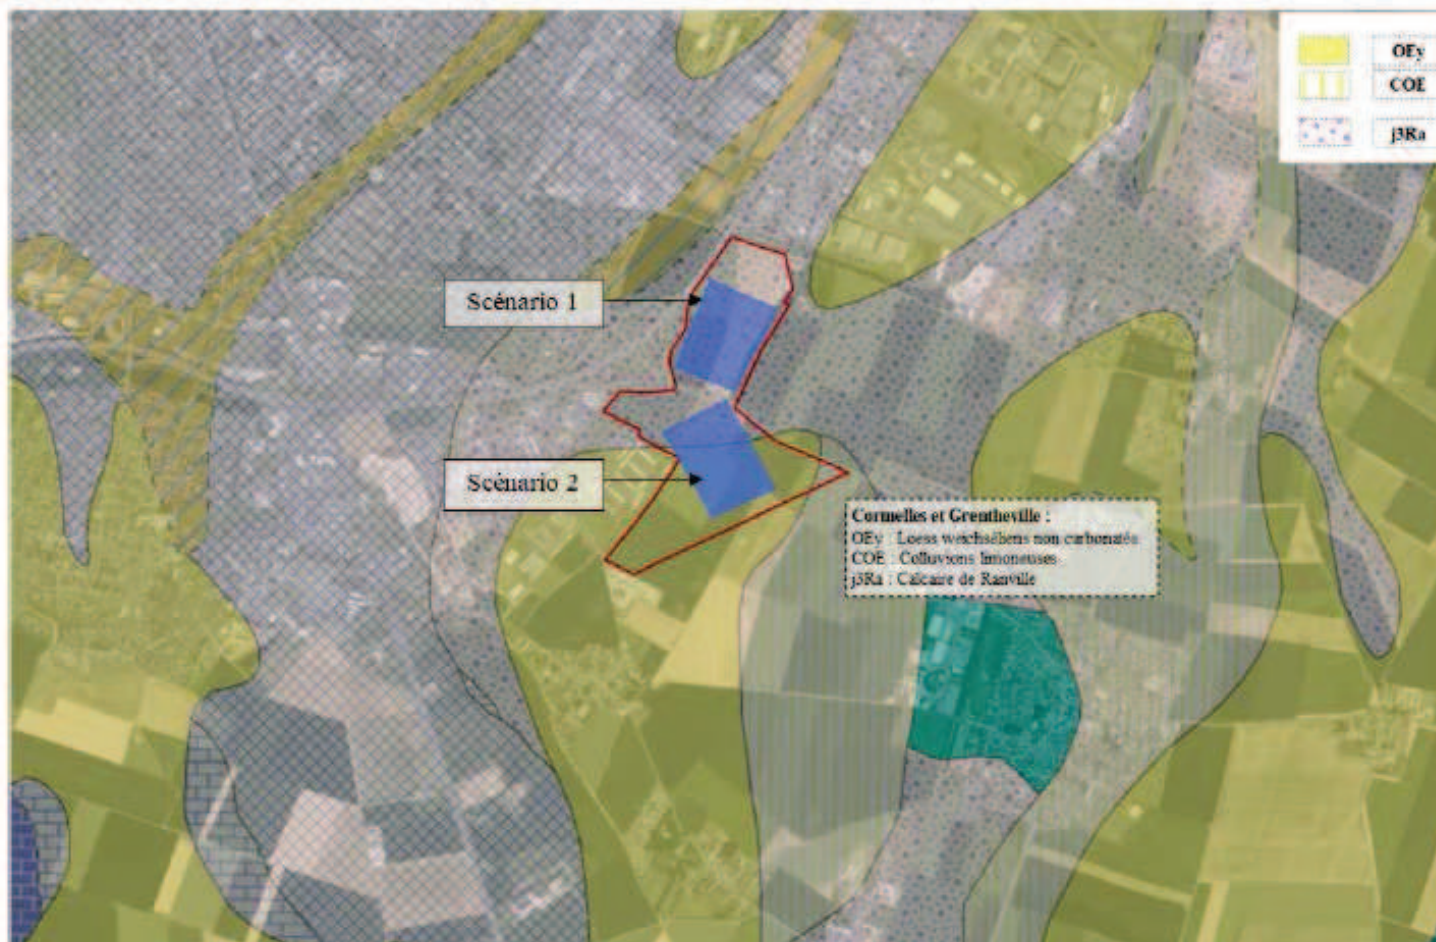 OEy
COE
j3Ra
Scénario 1
Scénario 2
Cormelles et Grentheville :
OEy : Loess weichséliens non carbonatés
COE : Colluvions limoneuses
j3Ra : Calcaire de Ranville